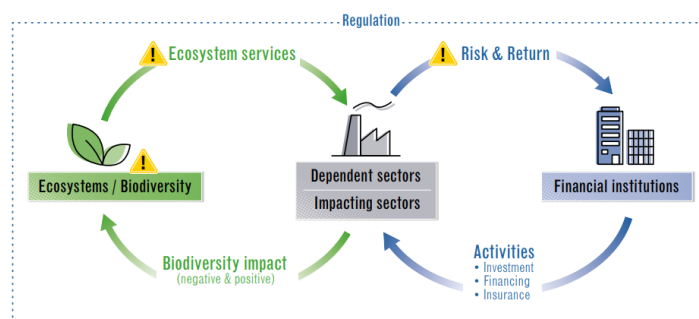 Regulation
! Ecosystem services
! Risk & Return
!
Ecosystems / Biodiversity
Dependent sectors
Impacting sectors
Financial institutions
Biodiversity impact
(negative & positive)
Activities
• Investment
• Financing
• Insurance